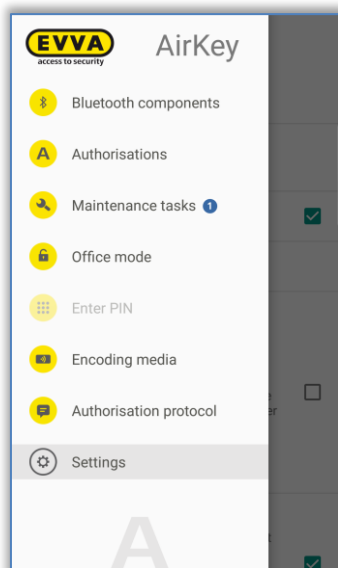 EVVA
access to security
AirKey
Bluetooth components
A
Authorisations
Maintenance tasks 1
Office mode
Enter PIN
Encoding media
Authorisation protocol
Settings
A